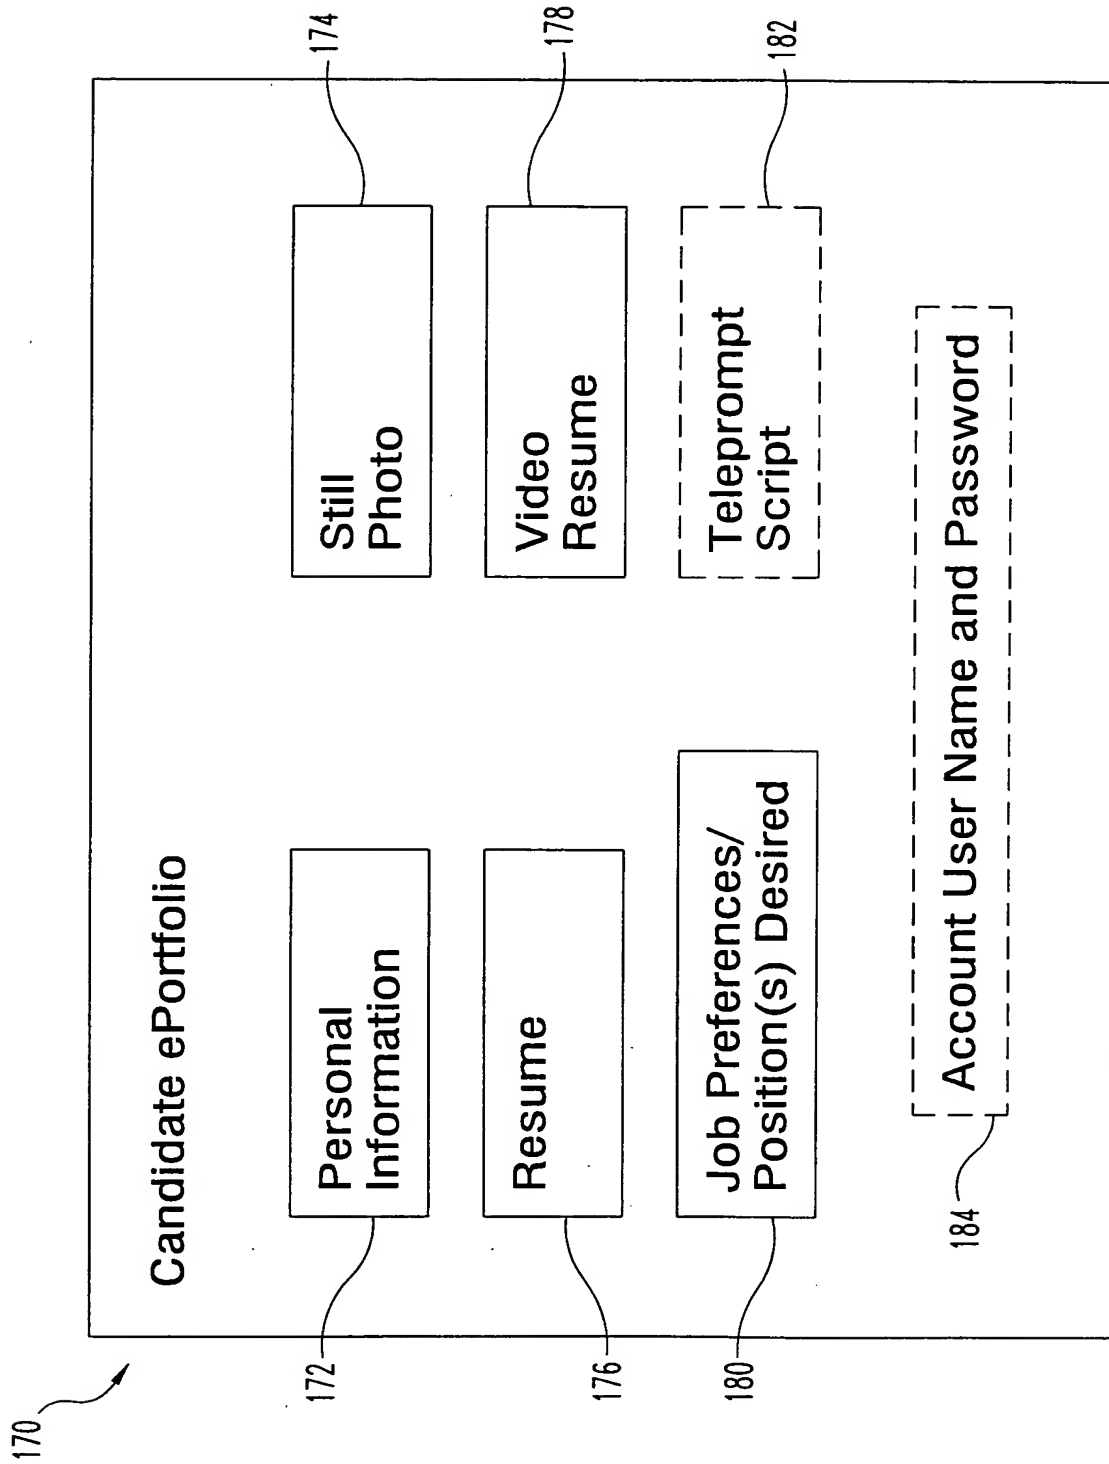 170
Candidate ePortfolio
172
Personal
Information
Still
Photo
174
176
Resume
Video
Resume
178
180
Job Preferences/
Position(s) Desired
Teleprompt
Script
182
184
Account User Name and Password